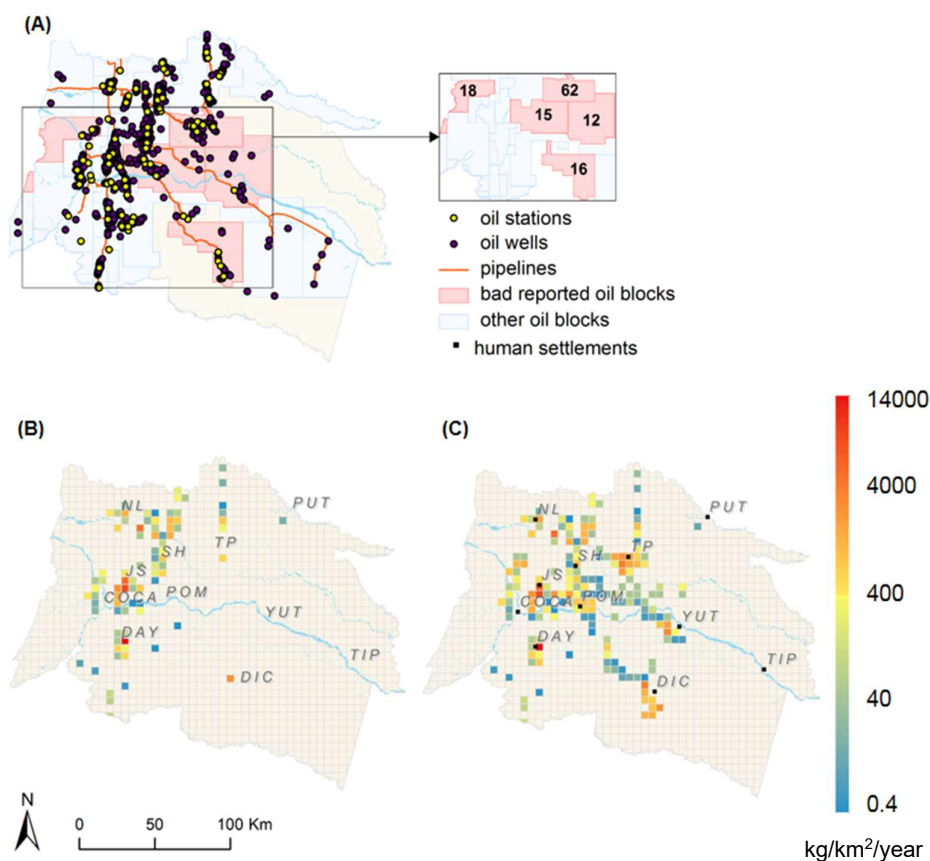 (A)
18
62
15
12
16
oil stations
oil wells
pipelines
bad reported oil blocks
other oil blocks
human settlements
(B)
NL
PUT
SH
TP
JS
COCA
POM
YUT
DAY
TIP
DIC
(C)
NL
PUT
SH
TP
JS
COCA
POM
YUT
DAY
TIP
DIC
14000
4000
400
40
0.4
kg/km²/year
N
0 50 100 Km